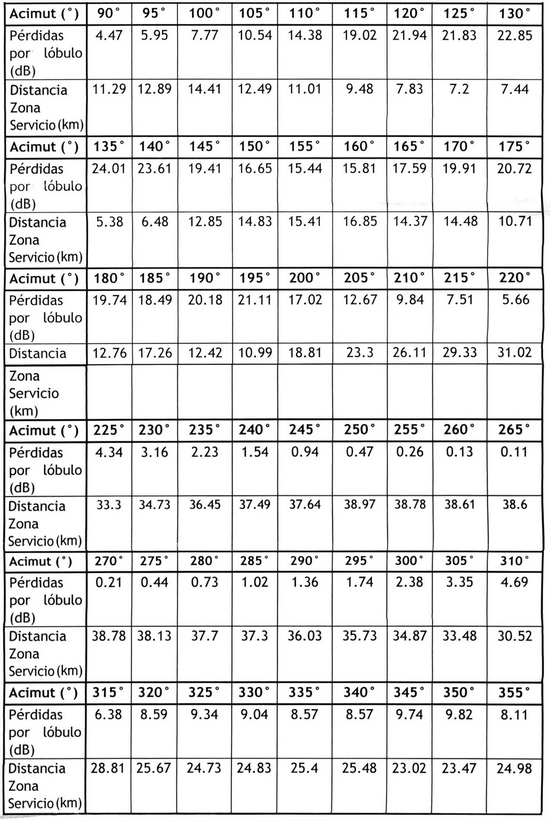 Acimut (°) 90° 95° 100° 105° 110° 115° 120° 125° 130°
Pérdidas 4.47 5.95 7.77 10.54 14.38 19.02 21.94 21.83 22.85
por lóbulo
(dB)
Distancia 11.29 12.89 14.41 12.49 11.01 9.48 7.83 7.2 7.44
Zona
Servicio (km)
Acimut (°) 135° 140° 145° 150° 155° 160° 165° 170° 175°
Pérdidas 24.01 23.61 19.41 16.65 15.44 15.81 17.59 19.91 20.72
por lóbulo
(dB)
Distancia 5.38 6.48 12.85 14.83 15.41 16.85 14.37 14.48 10.71
Zona
Servicio (km)
Acimut (°) 180° 185° 190° 195° 200° 205° 210° 215° 220°
Pérdidas 19.74 18.49 20.18 21.11 17.02 12.67 9.84 7.51 5.66
por lóbulo
(dB)
Distancia 12.76 17.26 12.42 10.99 18.81 23.3 26.11 29.33 31.02
Zona
Servicio
(km)
Acimut (°) 225° 230° 235° 240° 245° 250° 255° 260° 265°
Pérdidas 4.34 3.16 2.23 1.54 0.94 0.47 0.26 0.13 0.11
por lóbulo
(dB)
Distancia 33.3 34.73 36.45 37.49 37.64 38.97 38.78 38.61 38.6
Zona
Servicio (km)
Acimut (°) 270° 275° 280° 285° 290° 295° 300° 305° 310°
Pérdidas 0.21 0.44 0.73 1.02 1.36 1.74 2.38 3.35 4.69
por lóbulo
(dB)
Distancia 38.78 38.13 37.7 37.3 36.03 35.73 34.87 33.48 30.52
Zona
Servicio (km)
Acimut (°) 315° 320° 325° 330° 335° 340° 345° 350° 355°
Pérdidas 6.38 8.59 9.34 9.04 8.57 8.57 9.74 9.82 8.11
por lóbulo
(dB)
Distancia 28.81 25.67 24.73 24.83 25.4 25.48 23.02 23.47 24.98
Zona
Servicio (km)